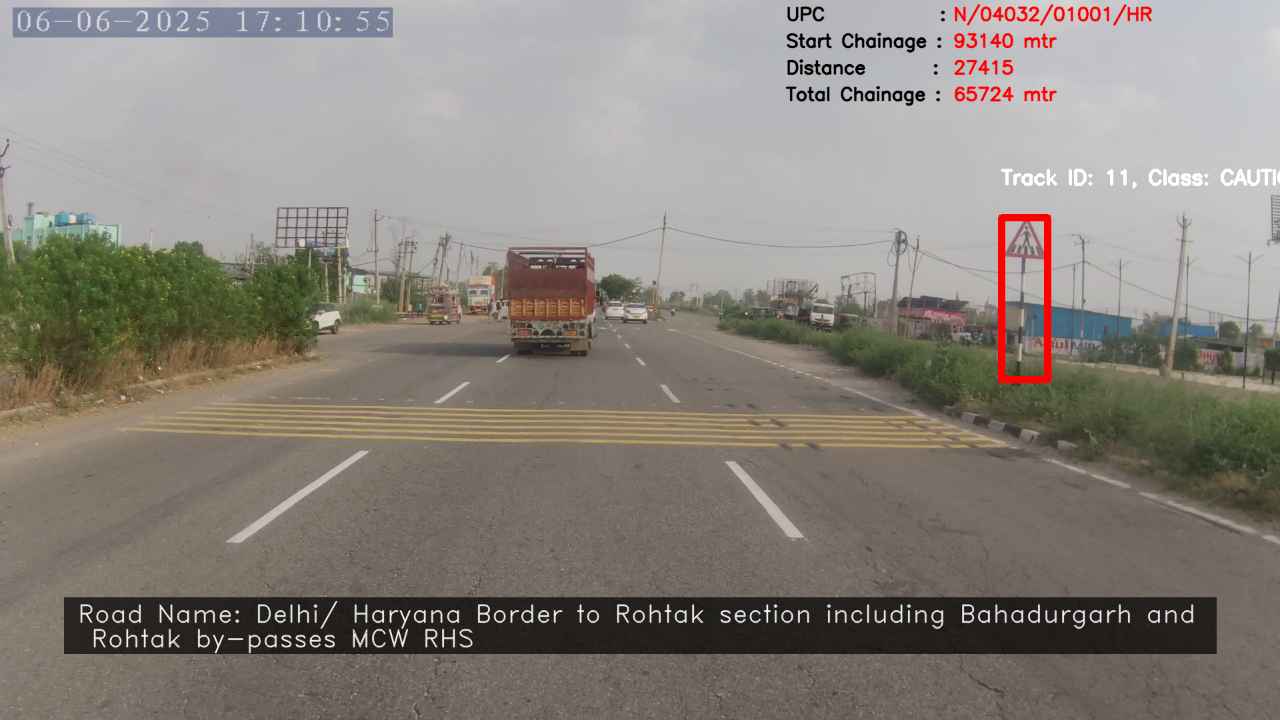 06-06-2025 17:10:55
UPC : N/04032/01001/HR
Start Chainage : 93140 mtr
Distance : 27415
Total Chainage : 65724 mtr
Track ID: 11, Class: CAUTI
Road Name: Delhi/ Haryana Border to Rohtak section including Bahadurgarh and
Rohtak by-passes MCW RHS